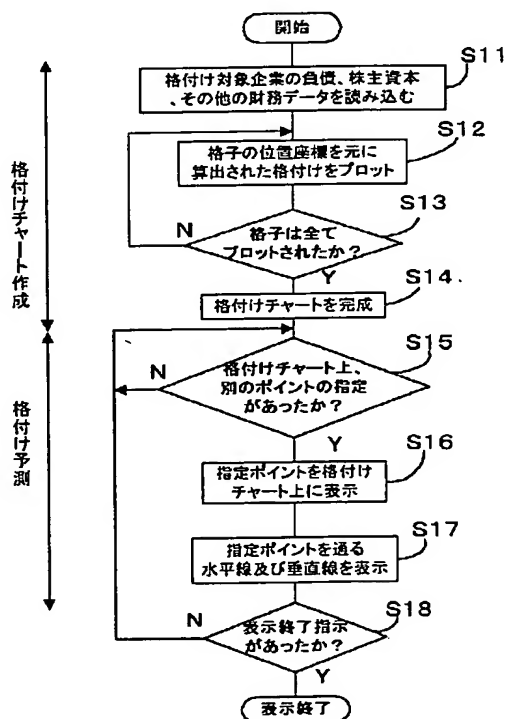 開始
S11
格付け対象企業の負債、株主資本
、その他の財務データを読み込む
S12
格子の位置座標を元に
算出された格付けをプロット
S13
格子は全て
プロットされたか?
N
Y
S14
格付けチャートを完成
格付けチャート作成
S15
格付けチャート上、
別のポイントの指定
があったか?
N
Y
S16
指定ポイントを格付け
チャート上に表示
S17
指定ポイントを通る
水平線及び垂直線を表示
格付け予測
S18
表示終了指示
があったか?
N
Y
表示終了